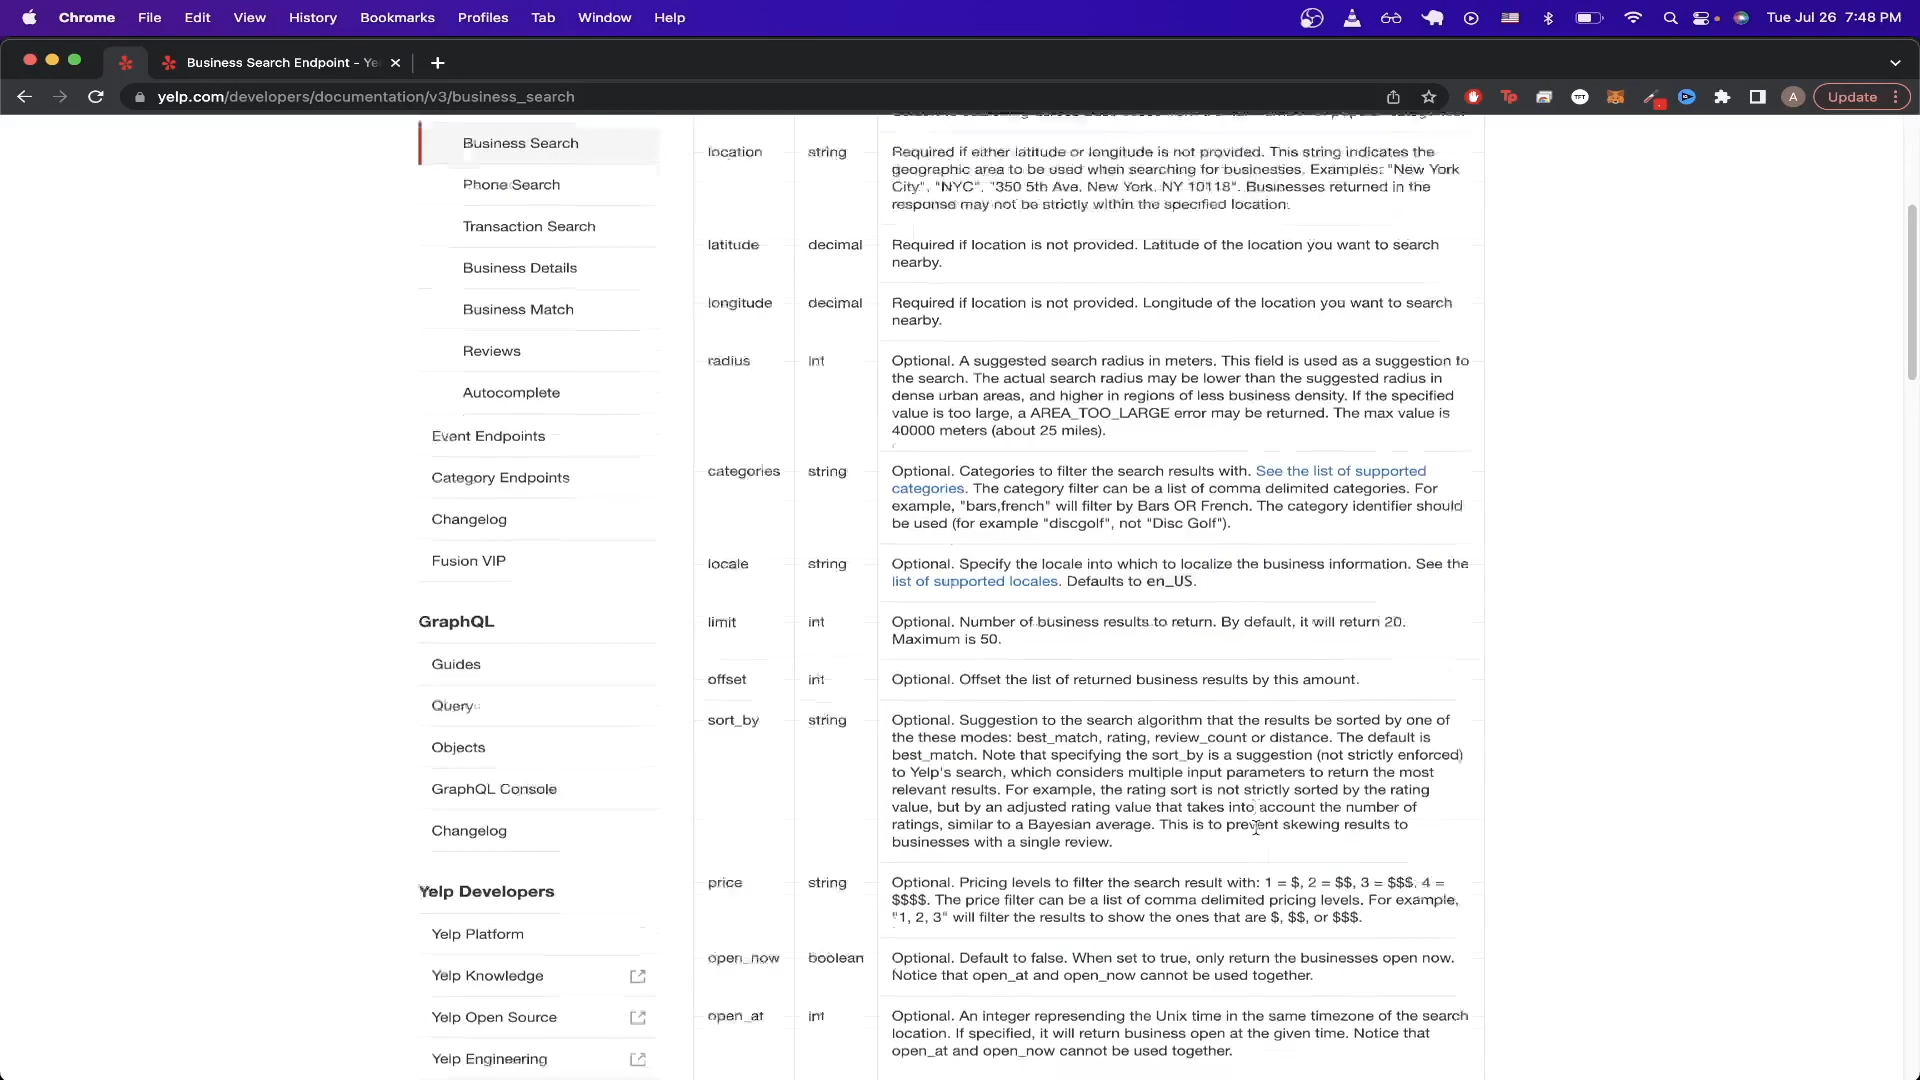 Chrome File Edit View History Bookmarks Profiles Tab Window Help Tue Jul 26 7:48 PM
Business Search Endpoint - Ye
yelp.com/developers/documentation/v3/business_search Update
Business Search
Phone Search
Transaction Search
Business Details
Business Match
Reviews
Autocomplete
Event Endpoints
Category Endpoints
Changelog
Fusion VIP
GraphQL
Guides
Query
Objects
GraphQL Console
Changelog
Yelp Developers
Yelp Platform
Yelp Knowledge
Yelp Open Source
Yelp Engineering
location string Required if either latitude or longitude is not provided. This string indicates the
geographic area to be used when searching for businesses. Examples: "New York
City", "NYC", "350 5th Ave, New York, NY 10118". Businesses returned in the
response may not be strictly within the specified location.
latitude decimal Required if location is not provided. Latitude of the location you want to search
nearby.
longitude decimal Required if location is not provided. Longitude of the location you want to search
nearby.
radius int Optional. A suggested search radius in meters. This field is used as a suggestion to
the search. The actual search radius may be lower than the suggested radius in
dense urban areas, and higher in regions of less business density. If the specified
value is too large, a AREA_TOO_LARGE error may be returned. The max value is
40000 meters (about 25 miles).
categories string Optional. Categories to filter the search results with. See the list of supported
categories. The category filter can be a list of comma delimited categories. For
example, "bars,french" will filter by Bars OR French. The category identifier should
be used (for example "discgolf", not "Disc Golf").
locale string Optional. Specify the locale into which to localize the business information. See the
list of supported locales. Defaults to en_US.
limit int Optional. Number of business results to return. By default, it will return 20.
Maximum is 50.
offset int Optional. Offset the list of returned business results by this amount.
sort_by string Optional. Suggestion to the search algorithm that the results be sorted by one of
the these modes: best_match, rating, review_count or distance. The default is
best_match. Note that specifying the sort_by is a suggestion (not strictly enforced)
to Yelp's search, which considers multiple input parameters to return the most
relevant results. For example, the rating sort is not strictly sorted by the rating
value, but by an adjusted rating value that takes into account the number of
ratings, similar to a Bayesian average. This is to prevent skewing results to
businesses with a single review.
price string Optional. Pricing levels to filter the search result with: 1 = $, 2 = $$, 3 = $$$, 4 =
$$$$. The price filter can be a list of comma delimited pricing levels. For example,
"1, 2, 3" will filter the results to show the ones that are $, $$, or $$$.
open_now boolean Optional. Default to false. When set to true, only return the businesses open now.
Notice that open_at and open_now cannot be used together.
open_at int Optional. An integer represending the Unix time in the same timezone of the search
location. If specified, it will return business open at the given time. Notice that
open_at and open_now cannot be used together.